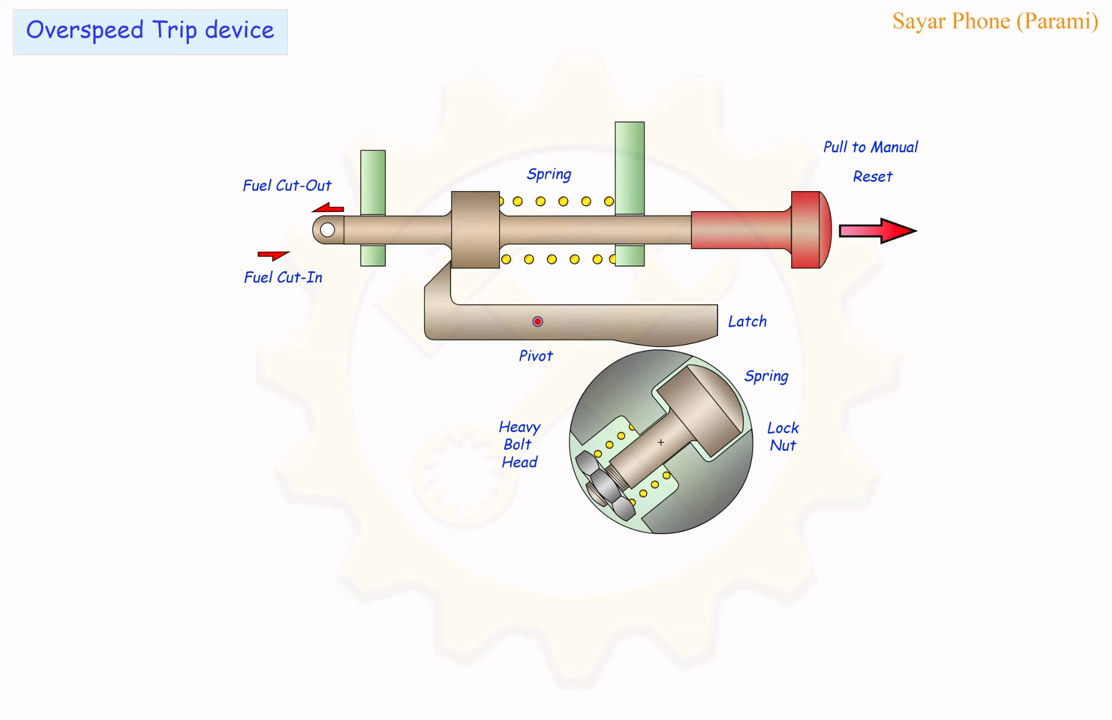 Overspeed Trip device
Sayar Phone (Parami)
Pull to Manual
Reset
Spring
Fuel Cut-Out
Fuel Cut-In
Latch
Pivot
Spring
Heavy
Bolt
Head
Lock
Nut